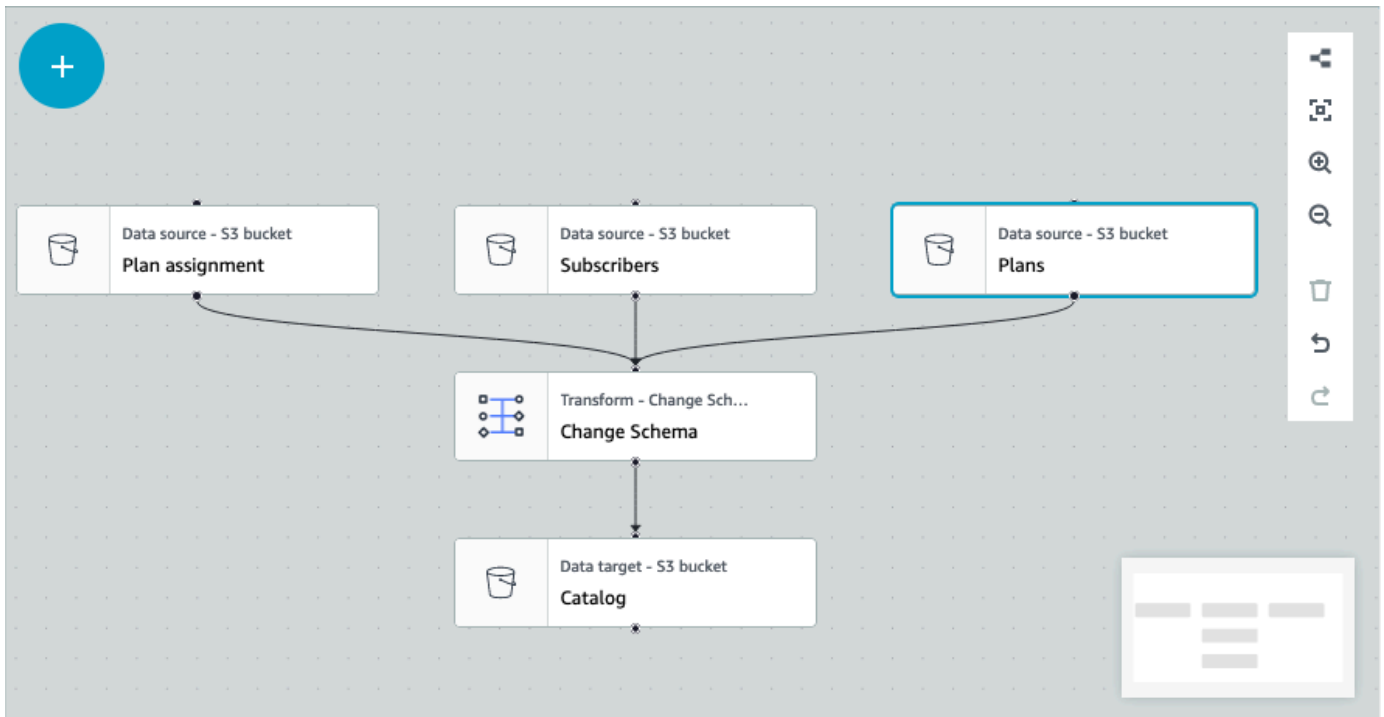 +
Data source - S3 bucket
Plan assignment
Data source - S3 bucket
Subscribers
Data source - S3 bucket
Plans
Transform - Change Sch...
Change Schema
Data target - S3 bucket
Catalog